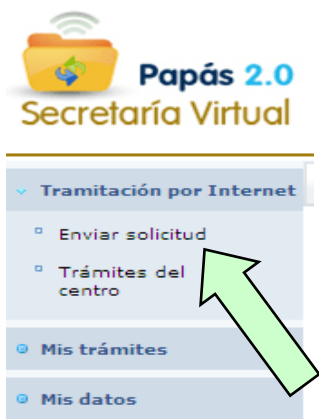 Papás 2.0
Secretaría Virtual
Tramitación por Internet
Enviar solicitud
Trámites del
centro
Mis trámites
Mis datos